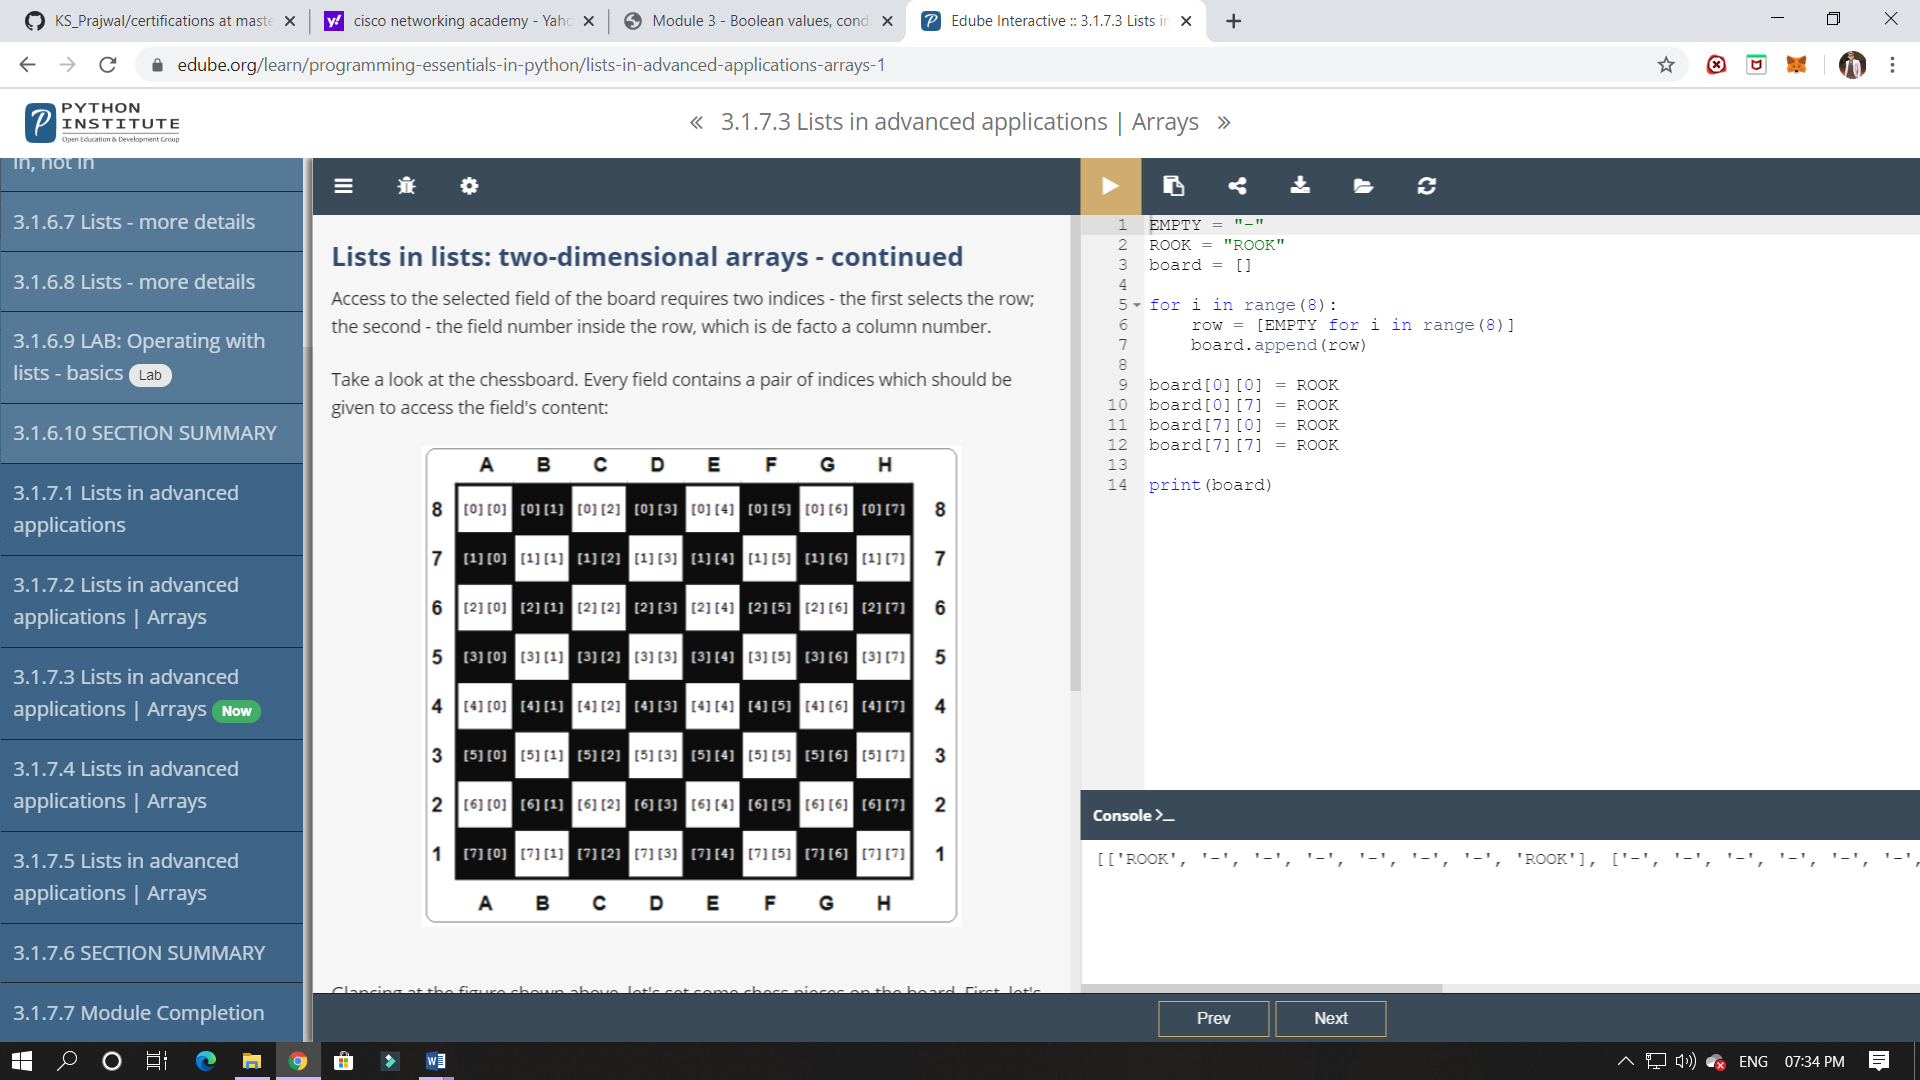 KS_Prajwal/certifications at maste
cisco networking academy - Yaho
Module 3 - Boolean values, cond
Edube Interactive :: 3.1.7.3 Lists in
edube.org/learn/programming-essentials-in-python/lists-in-advanced-applications-arrays-1
PYTHON
INSTITUTE
Open Education & Development Group
« 3.1.7.3 Lists in advanced applications | Arrays »
in, not in
3.1.6.7 Lists - more details
3.1.6.8 Lists - more details
3.1.6.9 LAB: Operating with
lists - basics Lab
3.1.6.10 SECTION SUMMARY
3.1.7.1 Lists in advanced
applications
3.1.7.2 Lists in advanced
applications | Arrays
3.1.7.3 Lists in advanced
applications | Arrays Now
3.1.7.4 Lists in advanced
applications | Arrays
3.1.7.5 Lists in advanced
applications | Arrays
3.1.7.6 SECTION SUMMARY
3.1.7.7 Module Completion
Lists in lists: two-dimensional arrays - continued
Access to the selected field of the board requires two indices - the first selects the row;
the second - the field number inside the row, which is de facto a column number.
Take a look at the chessboard. Every field contains a pair of indices which should be
given to access the field's content:
A B C D E F G H
8 [0][0] [0][1] [0][2] [0][3] [0][4] [0][5] [0][6] [0][7] 8
7 [1][0] [1][1] [1][2] [1][3] [1][4] [1][5] [1][6] [1][7] 7
6 [2][0] [2][1] [2][2] [2][3] [2][4] [2][5] [2][6] [2][7] 6
5 [3][0] [3][1] [3][2] [3][3] [3][4] [3][5] [3][6] [3][7] 5
4 [4][0] [4][1] [4][2] [4][3] [4][4] [4][5] [4][6] [4][7] 4
3 [5][0] [5][1] [5][2] [5][3] [5][4] [5][5] [5][6] [5][7] 3
2 [6][0] [6][1] [6][2] [6][3] [6][4] [6][5] [6][6] [6][7] 2
1 [7][0] [7][1] [7][2] [7][3] [7][4] [7][5] [7][6] [7][7] 1
A B C D E F G H
Glancing at the figure shown above, let's set some chess pieces on the board. First, let's
1 EMPTY = "-"
2 ROOK = "ROOK"
3 board = []
4
5 for i in range(8):
6     row = [EMPTY for i in range(8)]
7     board.append(row)
8
9 board[0][0] = ROOK
10 board[0][7] = ROOK
11 board[7][0] = ROOK
12 board[7][7] = ROOK
13
14 print(board)
Console >_
[['ROOK', '-', '-', '-', '-', '-', '-', 'ROOK'], ['-', '-', '-', '-', '-', '-',
Prev
Next
ENG 07:34 PM